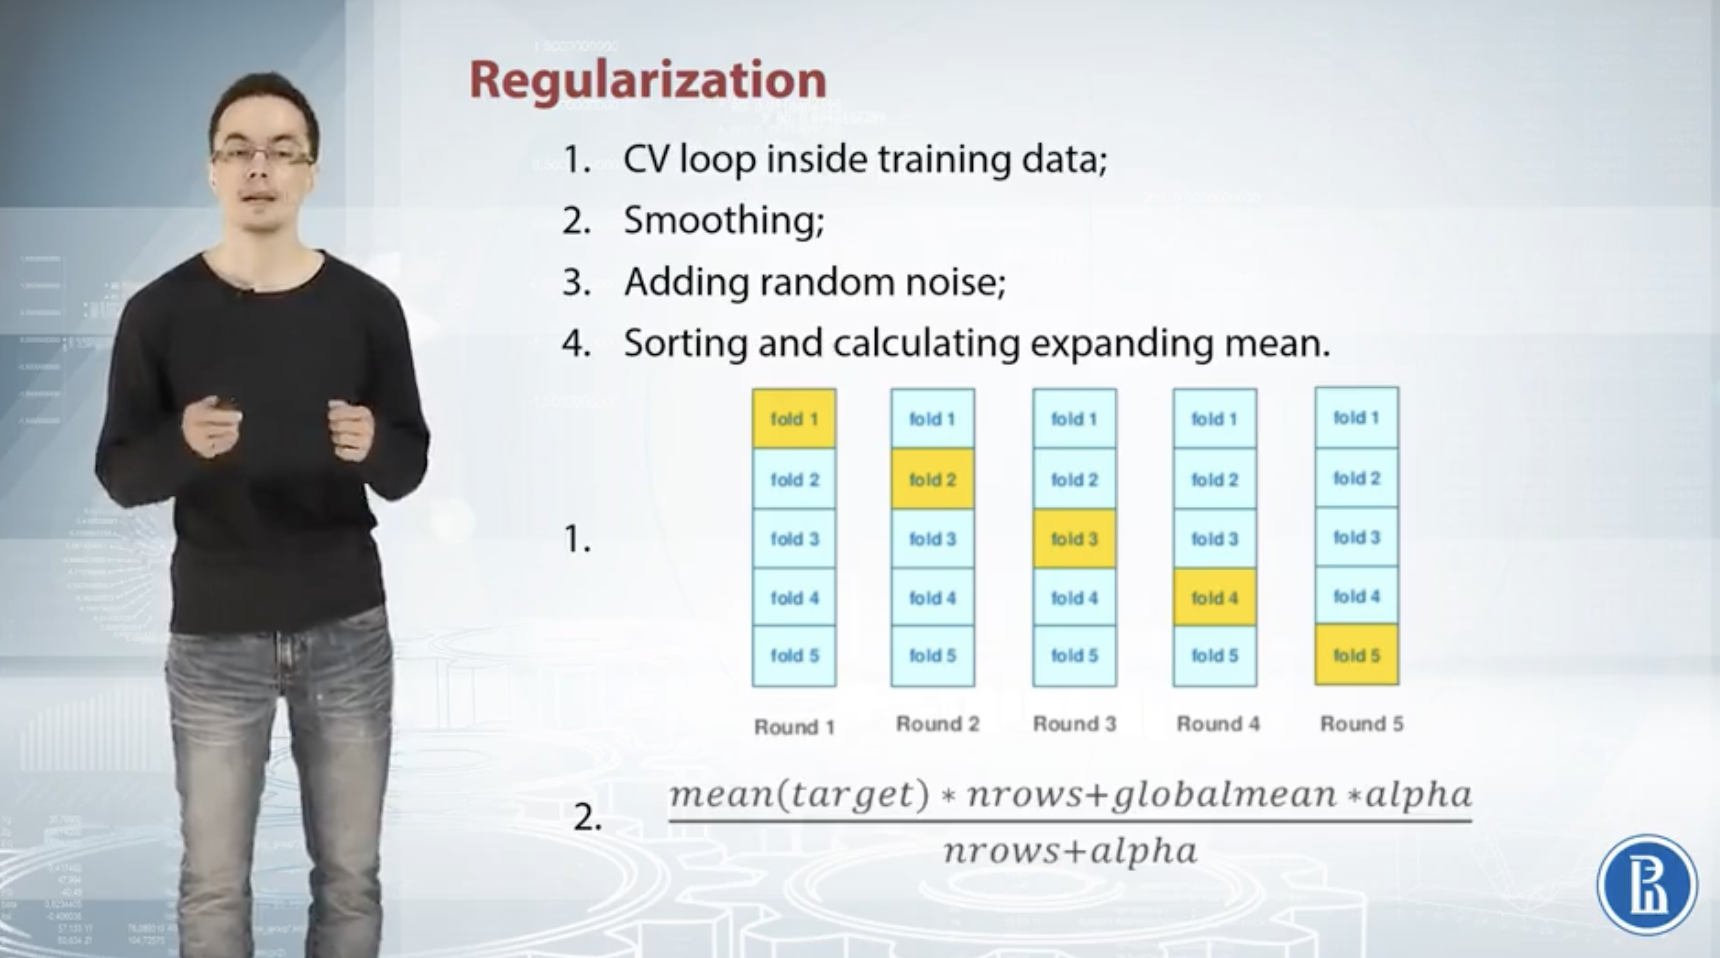 Regularization
1. CV loop inside training data;
2. Smoothing;
3. Adding random noise;
4. Sorting and calculating expanding mean.
1.
fold 1 fold 1 fold 1 fold 1 fold 1
fold 2 fold 2 fold 2 fold 2 fold 2
fold 3 fold 3 fold 3 fold 3 fold 3
fold 4 fold 4 fold 4 fold 4 fold 4
fold 5 fold 5 fold 5 fold 5 fold 5
Round 1 Round 2 Round 3 Round 4 Round 5
2.
mean(target) * nrows+globalmean *alpha
nrows+alpha